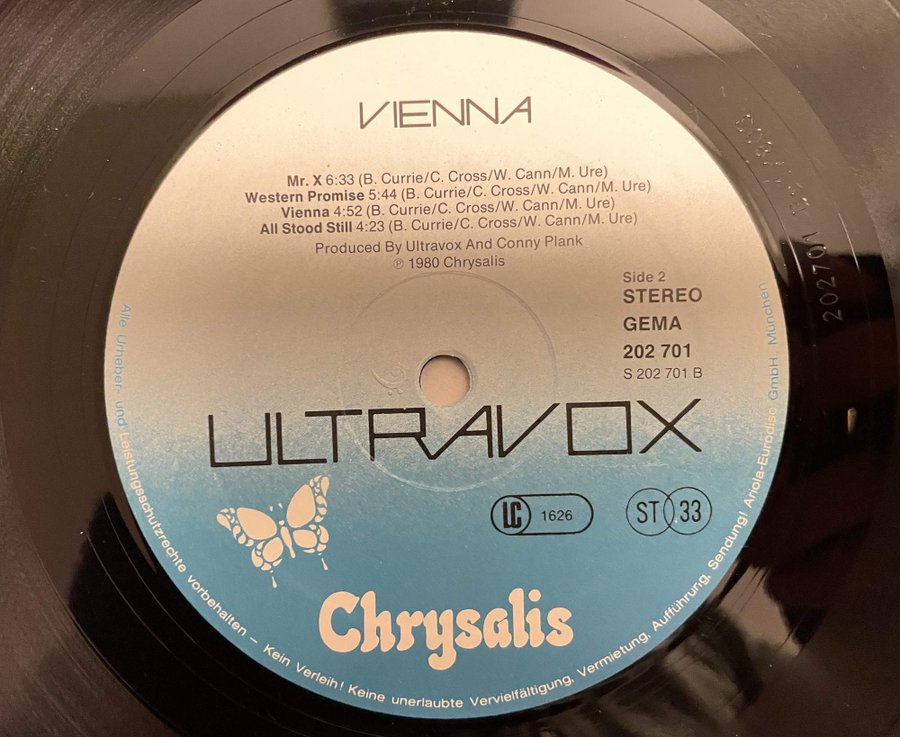 VIENNA
Mr. X 6:33 (B. Currie/C. Cross/W. Cann/M. Ure)
Western Promise 5:44 (B. Currie/C. Cross/W. Cann/M. Ure)
Vienna 4:52 (B. Currie/C. Cross/W. Cann/M. Ure)
All Stood Still 4:23 (B. Currie/C. Cross/W. Cann/M. Ure)
Produced By Ultravox And Conny Plank
℗ 1980 Chrysalis
Side 2
STEREO
GEMA
202 701
S 202 701 B
ULTRAVOX
LC 1626
ST 33
Chrysalis
Alle Urheber- und Leistungsschutzrechte vorbehalten – Kein Verleih! Keine unerlaubte Vervielfältigung, Vermietung, Aufführung, Sendung! Ariola-Eurodisc GmbH. München
202701